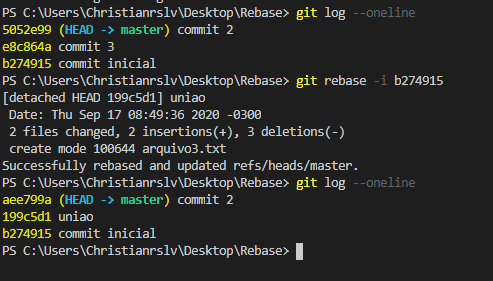 PS C:\Users\Christianrslv\Desktop\Rebase> git log --oneline
5052e99 (HEAD -> master) commit 2
e8c864a commit 3
b274915 commit inicial
PS C:\Users\Christianrslv\Desktop\Rebase> git rebase -i b274915
[detached HEAD 199c5d1] uniao
 Date: Thu Sep 17 08:49:36 2020 -0300
 2 files changed, 2 insertions(+), 3 deletions(-)
 create mode 100644 arquivo3.txt
Successfully rebased and updated refs/heads/master.
PS C:\Users\Christianrslv\Desktop\Rebase> git log --oneline
aee799a (HEAD -> master) commit 2
199c5d1 uniao
b274915 commit inicial
PS C:\Users\Christianrslv\Desktop\Rebase>